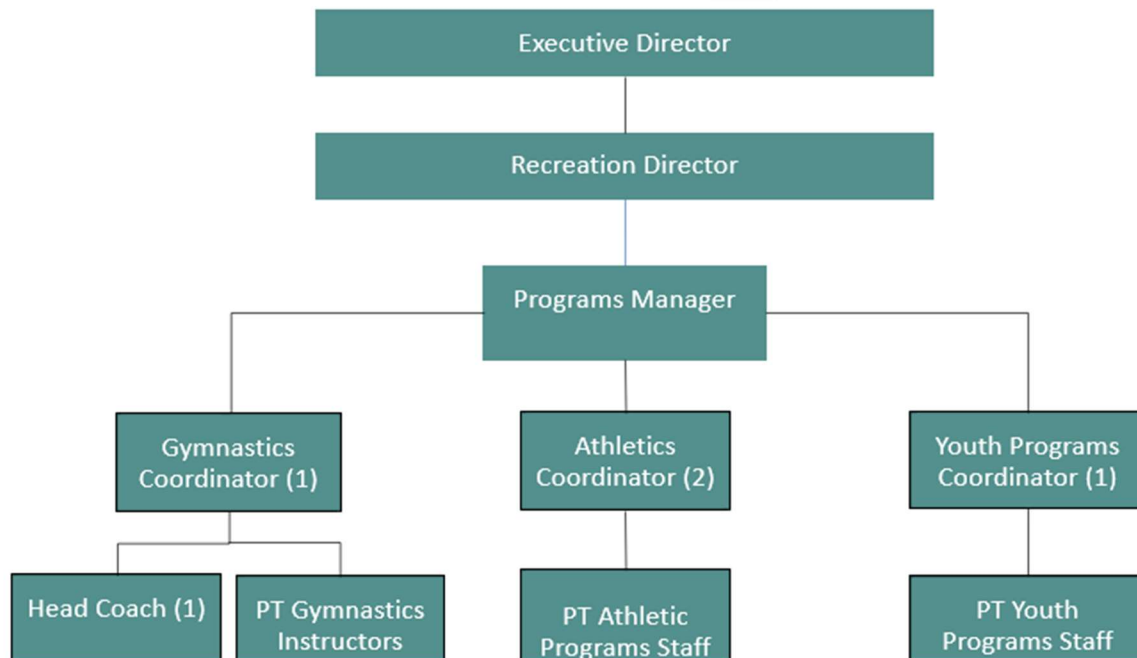 Executive Director
Recreation Director
Programs Manager
Gymnastics
Coordinator (1)
Athletics
Coordinator (2)
Youth Programs
Coordinator (1)
Head Coach (1)
PT Gymnastics
Instructors
PT Athletic
Programs Staff
PT Youth
Programs Staff